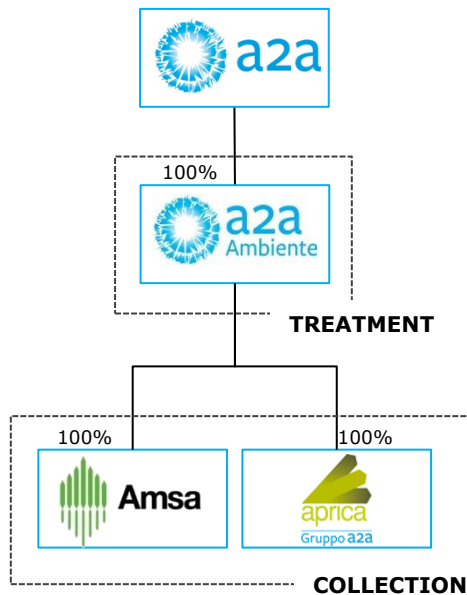 a2a
100%
a2a
Ambiente
TREATMENT
100%
100%
Amsa
aprica
Gruppo a2a
COLLECTION